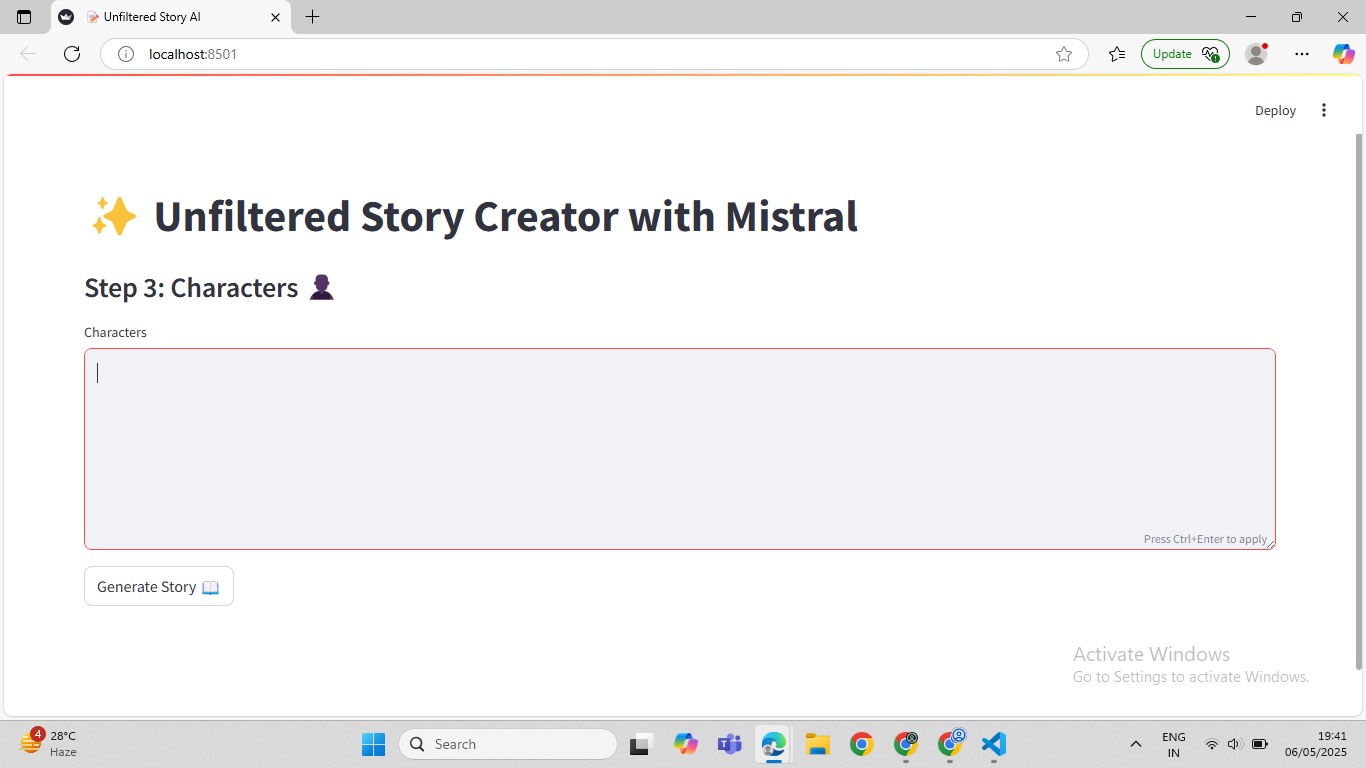 Unfiltered Story AI
localhost:8501
Update
Deploy
Unfiltered Story Creator with Mistral
Step 3: Characters
Characters
Press Ctrl+Enter to apply
Generate Story
Activate Windows
Go to Settings to activate Windows.
4
28°C
Haze
Search
ENG
IN
19:41
06/05/2025